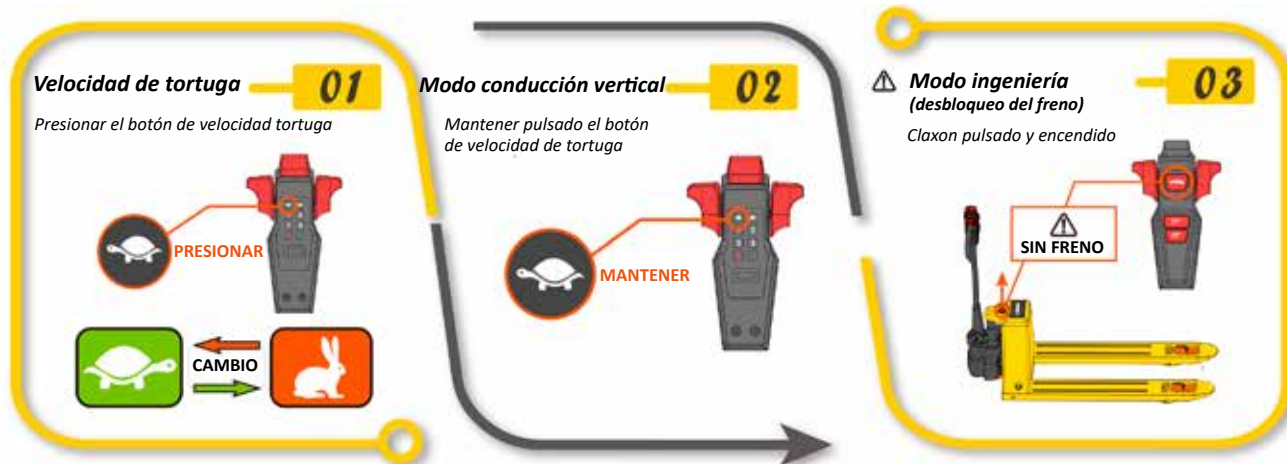 Velocidad de tortuga
01
Presionar el botón de velocidad tortuga
PRESIONAR
CAMBIO
Modo conducción vertical
02
Mantener pulsado el botón
de velocidad de tortuga
MANTENER
Modo ingeniería
03
(desbloqueo del freno)
Claxon pulsado y encendido
SIN FRENO